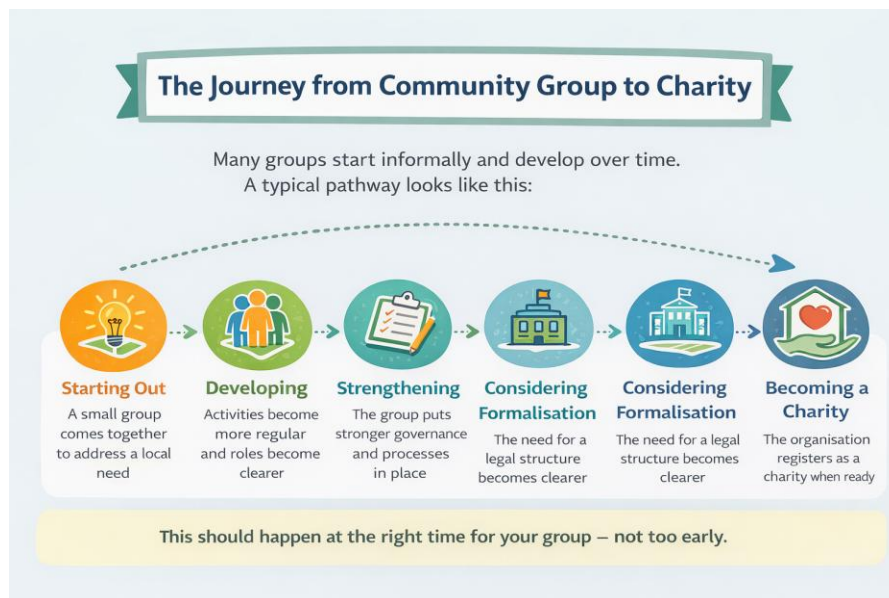 The Journey from Community Group to Charity
Many groups start informally and develop over time.
A typical pathway looks like this:
Starting Out
A small group
comes together
to address a local
need
Developing
Activities become
more regular
and roles become
clearer
Strengthening
The group puts
stronger governance
and processes
in place
Considering
Formalisation
The need for a
legal structure
becomes clearer
Considering
Formalisation
The need for a legal
structure becomes
clearer
Becoming a
Charity
The organisation
registers as a
charity when ready
This should happen at the right time for your group – not too early.